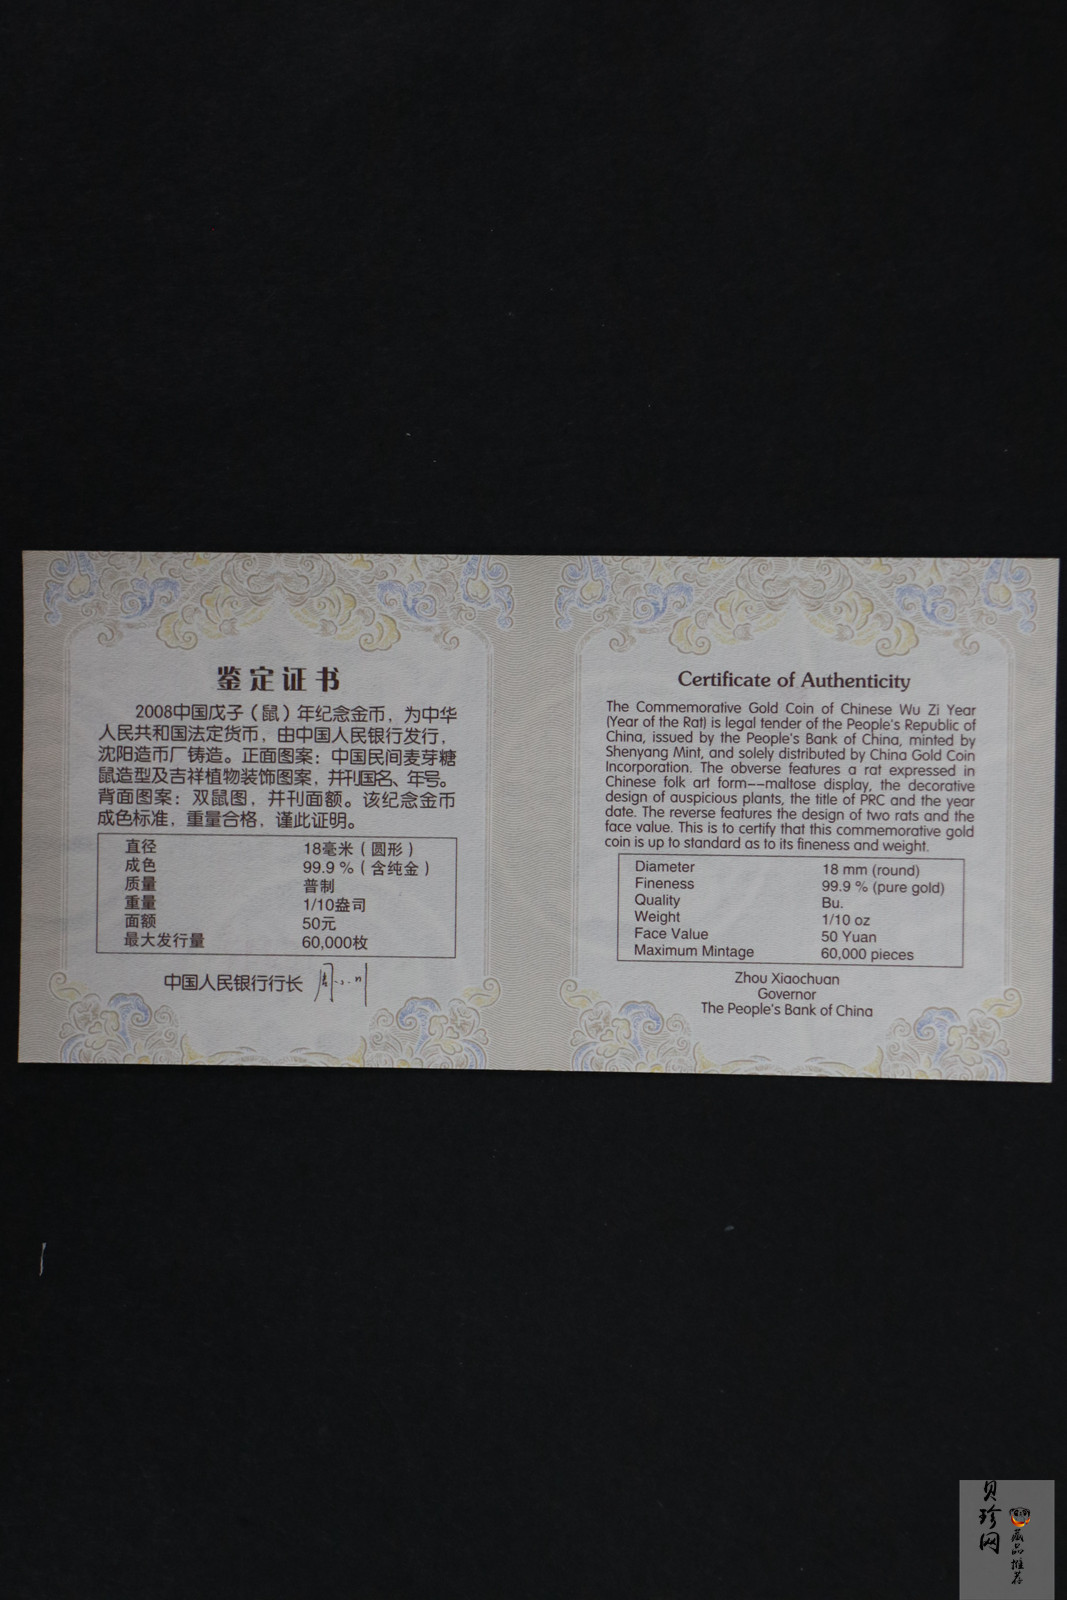 鉴定证书
2008中国戊子（鼠）年纪念金币，为中华
人民共和国法定货币，由中国人民银行发行，
沈阳造币厂铸造。正面图案：中国民间麦芽糖
鼠造型及吉祥植物装饰图案，并刊国名、年号。
背面图案：双鼠图，并刊面额。该纪念金币
成色标准，重量合格，谨此证明。
直径 18毫米（圆形）
成色 99.9 %（含纯金）
质量 普制
重量 1/10盎司
面额 50元
最大发行量 60,000枚
中国人民银行行长 周小川
Certificate of Authenticity
The Commemorative Gold Coin of Chinese Wu Zi Year
(Year of the Rat) is legal tender of the People's Republic of
China, issued by the People's Bank of China, minted by
Shenyang Mint, and solely distributed by China Gold Coin
Incorporation. The obverse features a rat expressed in
Chinese folk art form--maltose display, the decorative
design of auspicious plants, the title of PRC and the year
date. The reverse features the design of two rats and the
face value. This is to certify that this commemorative gold
coin is up to standard as to its fineness and weight.
Diameter 18 mm (round)
Fineness 99.9 % (pure gold)
Quality Bu.
Weight 1/10 oz
Face Value 50 Yuan
Maximum Mintage 60,000 pieces
Zhou Xiaochuan
Governor
The People's Bank of China
贝珍网
藏品推荐